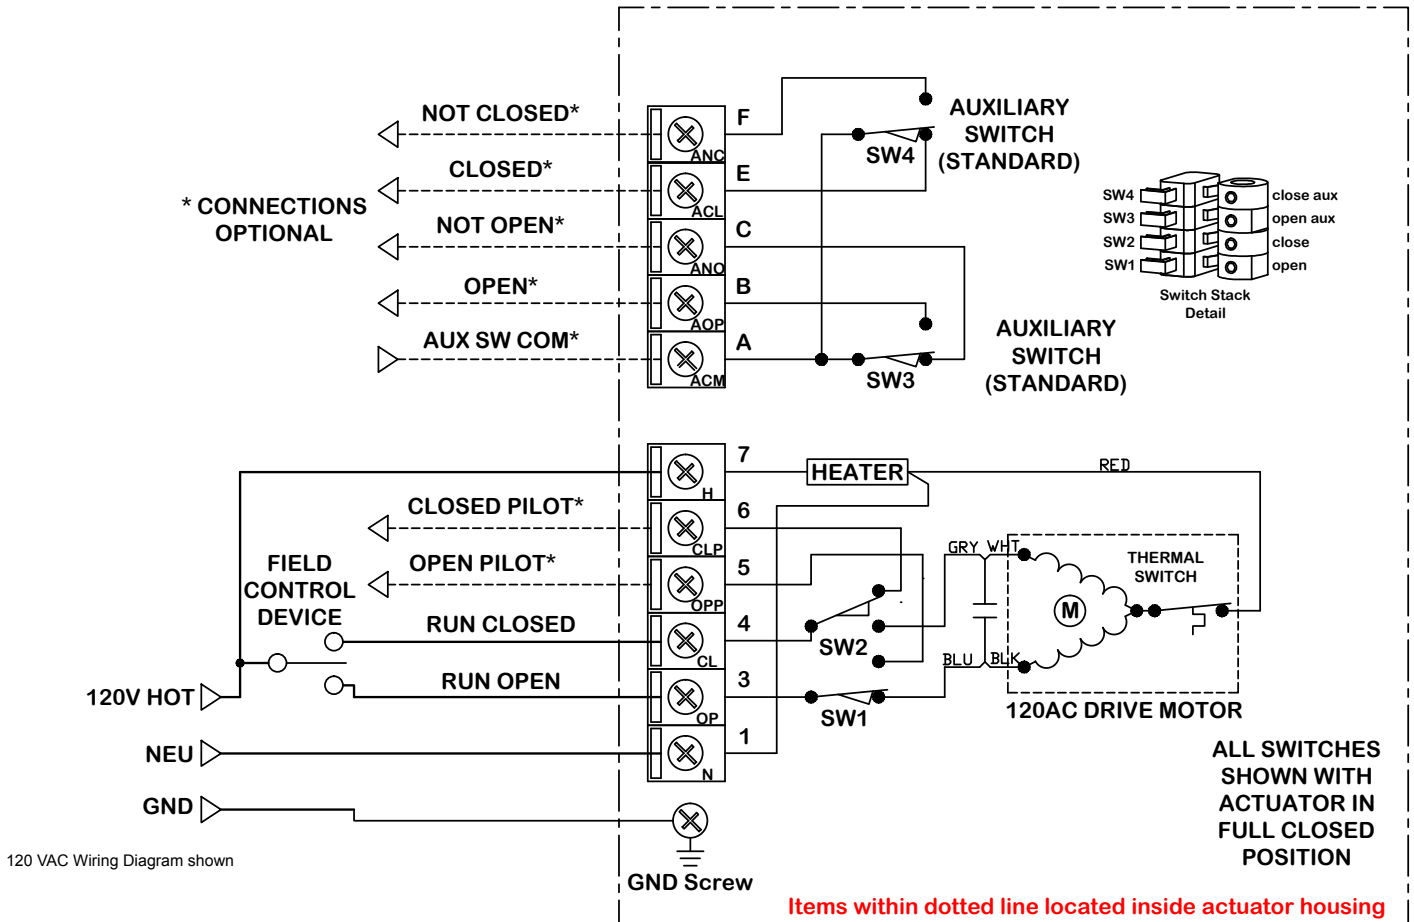 NOT CLOSED*
CLOSED*
* CONNECTIONS
OPTIONAL
NOT OPEN*
OPEN*
AUX SW COM*
F
ANC
E
ACL
C
ANO
B
AOP
A
ACM
SW4
AUXILIARY
SWITCH
(STANDARD)
SW3
AUXILIARY
SWITCH
(STANDARD)
SW4
close aux
SW3
open aux
SW2
close
SW1
open
Switch Stack
Detail
7
H
HEATER
RED
CLOSED PILOT*
6
CLP
OPEN PILOT*
5
OPP
FIELD
CONTROL
DEVICE
RUN CLOSED
4
CL
RUN OPEN
3
OP
120V HOT
NEU
1
N
GND
GND Screw
SW2
SW1
GRY WHT
BLU BLK
M
THERMAL
SWITCH
120AC DRIVE MOTOR
ALL SWITCHES
SHOWN WITH
ACTUATOR IN
FULL CLOSED
POSITION
120 VAC Wiring Diagram shown
Items within dotted line located inside actuator housing